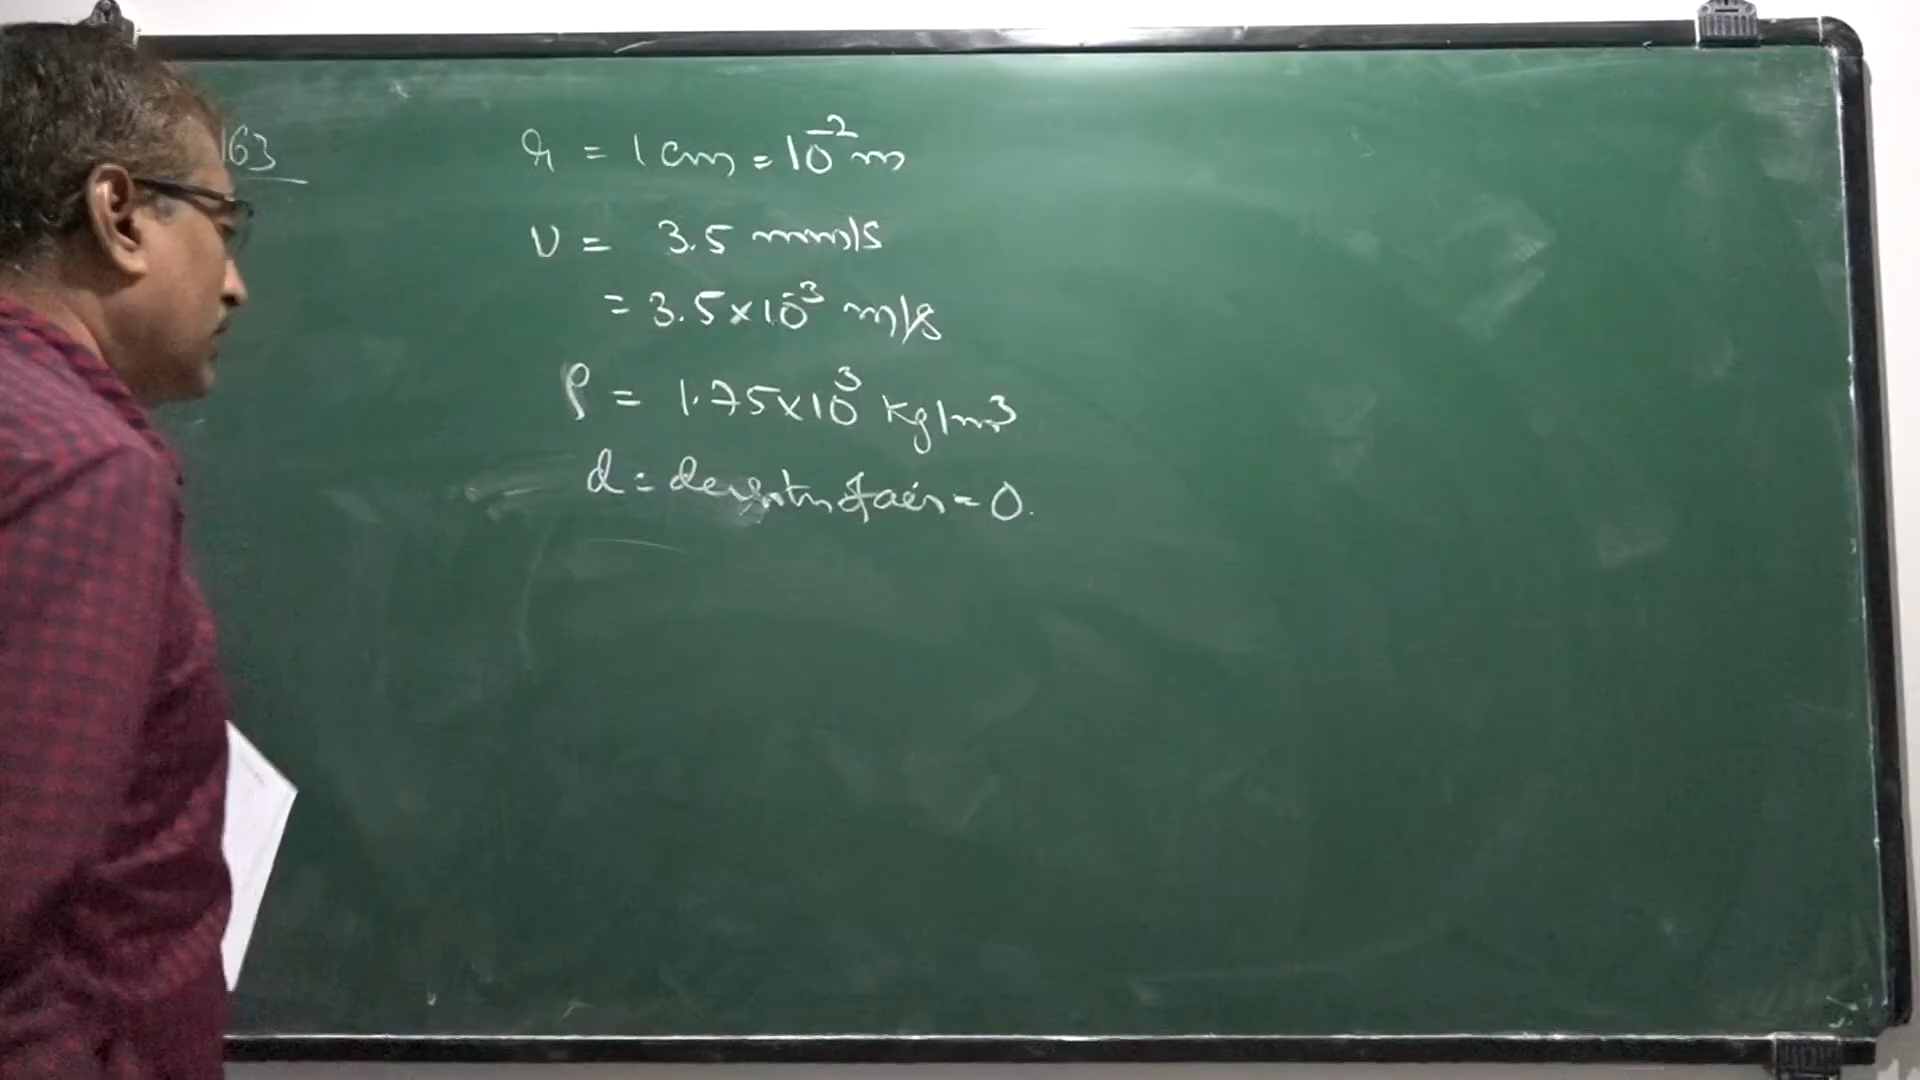 163
r = 1 cm = 10⁻² m
v = 3.5 mm/s
= 3.5×10⁻³ m/s
ρ = 1.75×10³ kg/m³
d = density of air = 0.